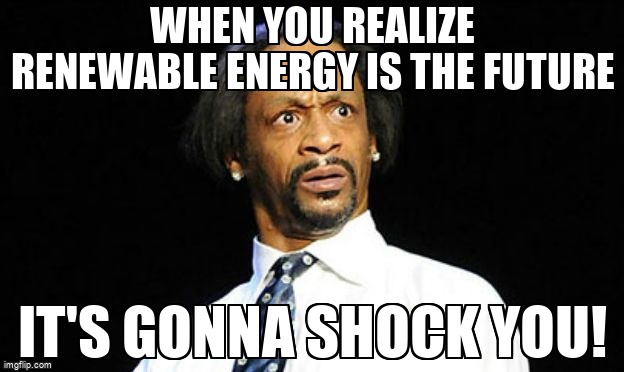 WHEN YOU REALIZE
RENEWABLE ENERGY IS THE FUTURE
IT'S GONNA SHOCK YOU!
imgflip.com